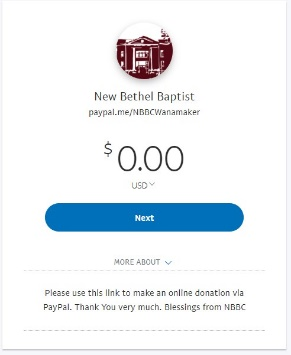 New Bethel Baptist
paypal.me/NBBCWanamaker
$0.00
USD
Next
MORE ABOUT
Please use this link to make an online donation via
PayPal. Thank You very much. Blessings from NBBC